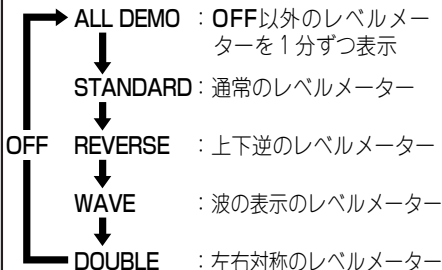 ALL DEMO : OFF以外のレベルメー
ターを1分ずつ表示
STANDARD : 通常のレベルメーター
OFF REVERSE : 上下逆のレベルメーター
WAVE : 波の表示のレベルメーター
DOUBLE : 左右対称のレベルメーター